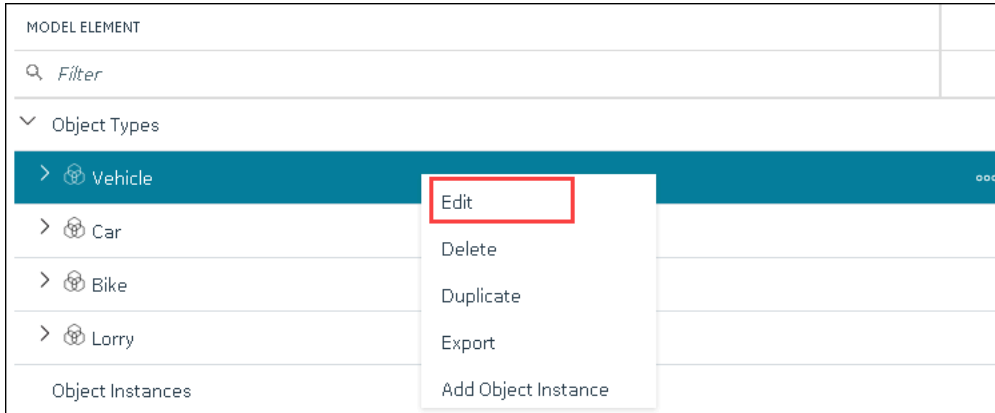 MODEL ELEMENT
Filter
Object Types
Vehicle
Edit
Car
Delete
Bike
Duplicate
Lorry
Export
Object Instances
Add Object Instance